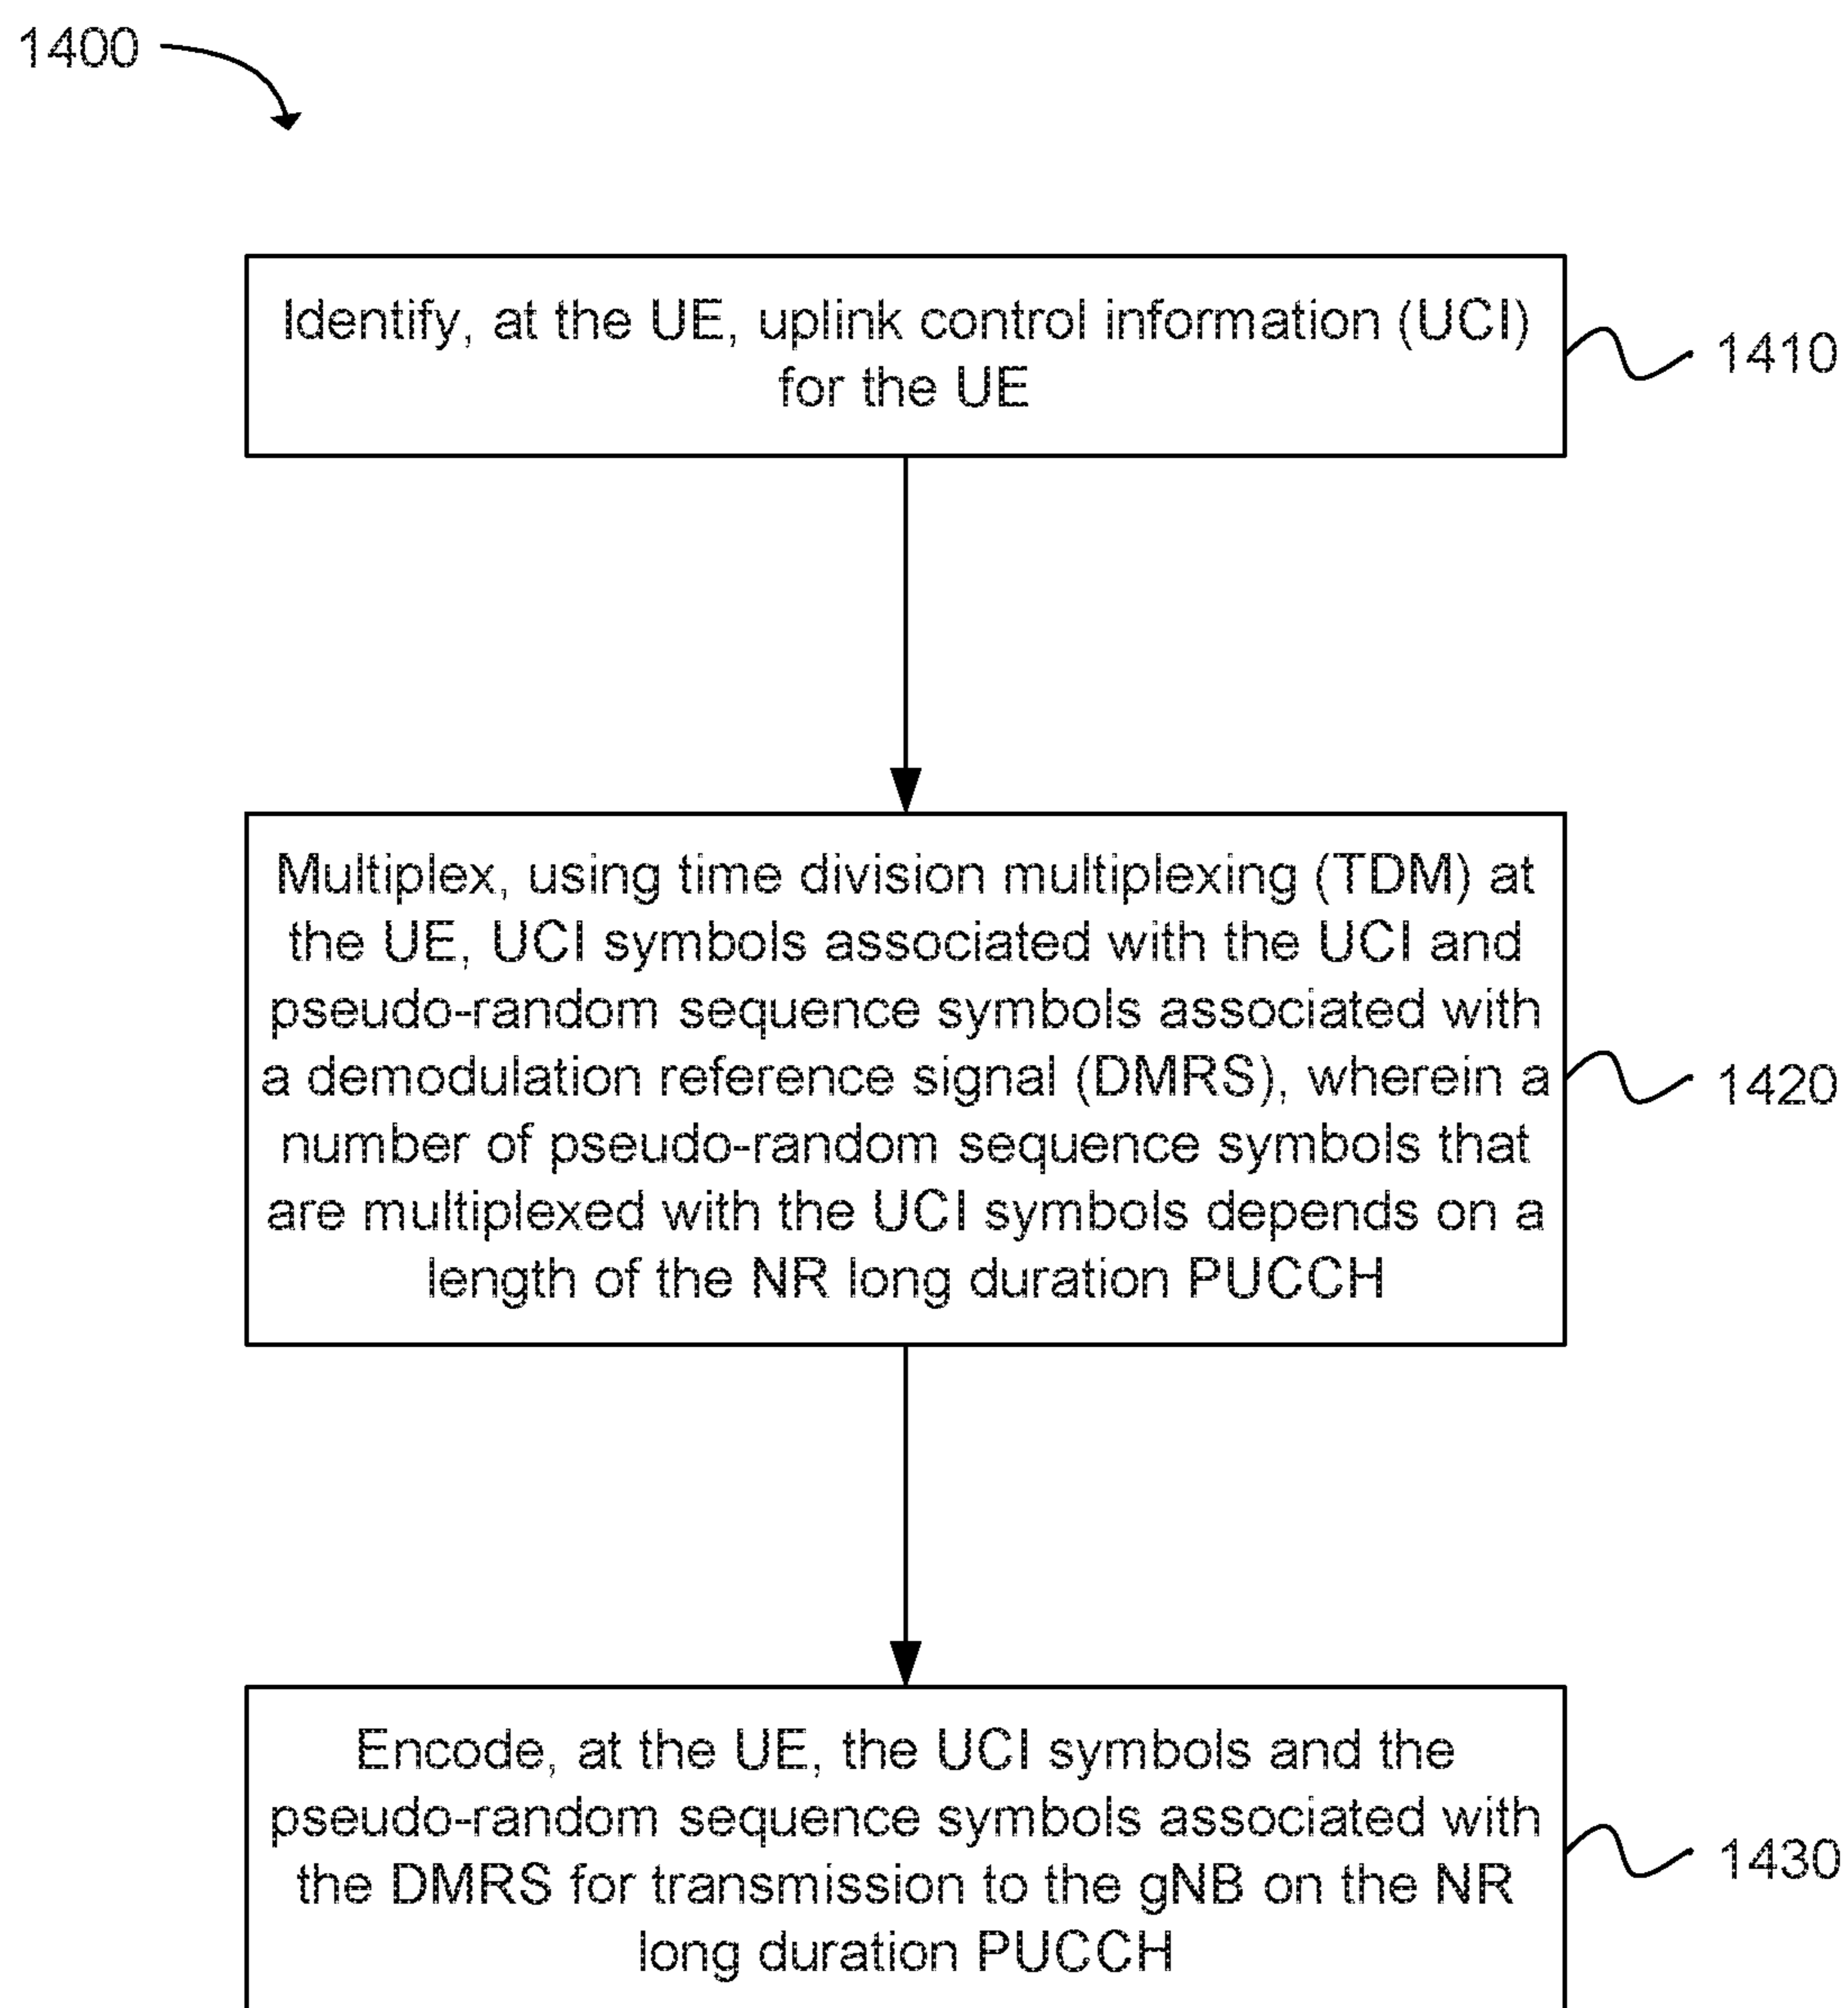 1400
Identify, at the UE, uplink control information (UCI)
for the UE
1410
Multiplex, using time division multiplexing (TDM) at
the UE, UCI symbols associated with the UCI and
pseudo-random sequence symbols associated with
a demodulation reference signal (DMRS), wherein a
number of pseudo-random sequence symbols that
are multiplexed with the UCI symbols depends on a
length of the NR long duration PUCCH
1420
Encode, at the UE, the UCI symbols and the
pseudo-random sequence symbols associated with
the DMRS for transmission to the gNB on the NR
long duration PUCCH
1430